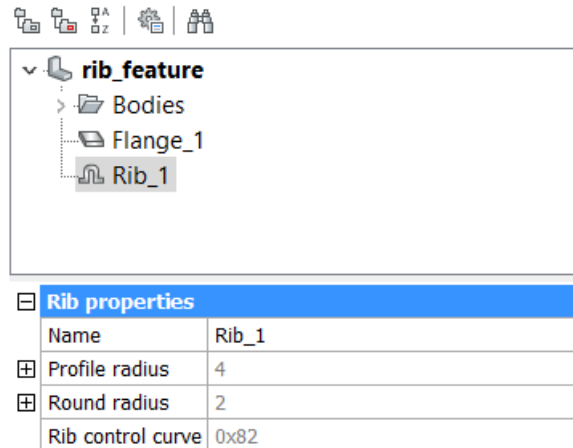 rib_feature
Bodies
Flange_1
Rib_1
Rib properties
Name Rib_1
Profile radius 4
Round radius 2
Rib control curve 0x82